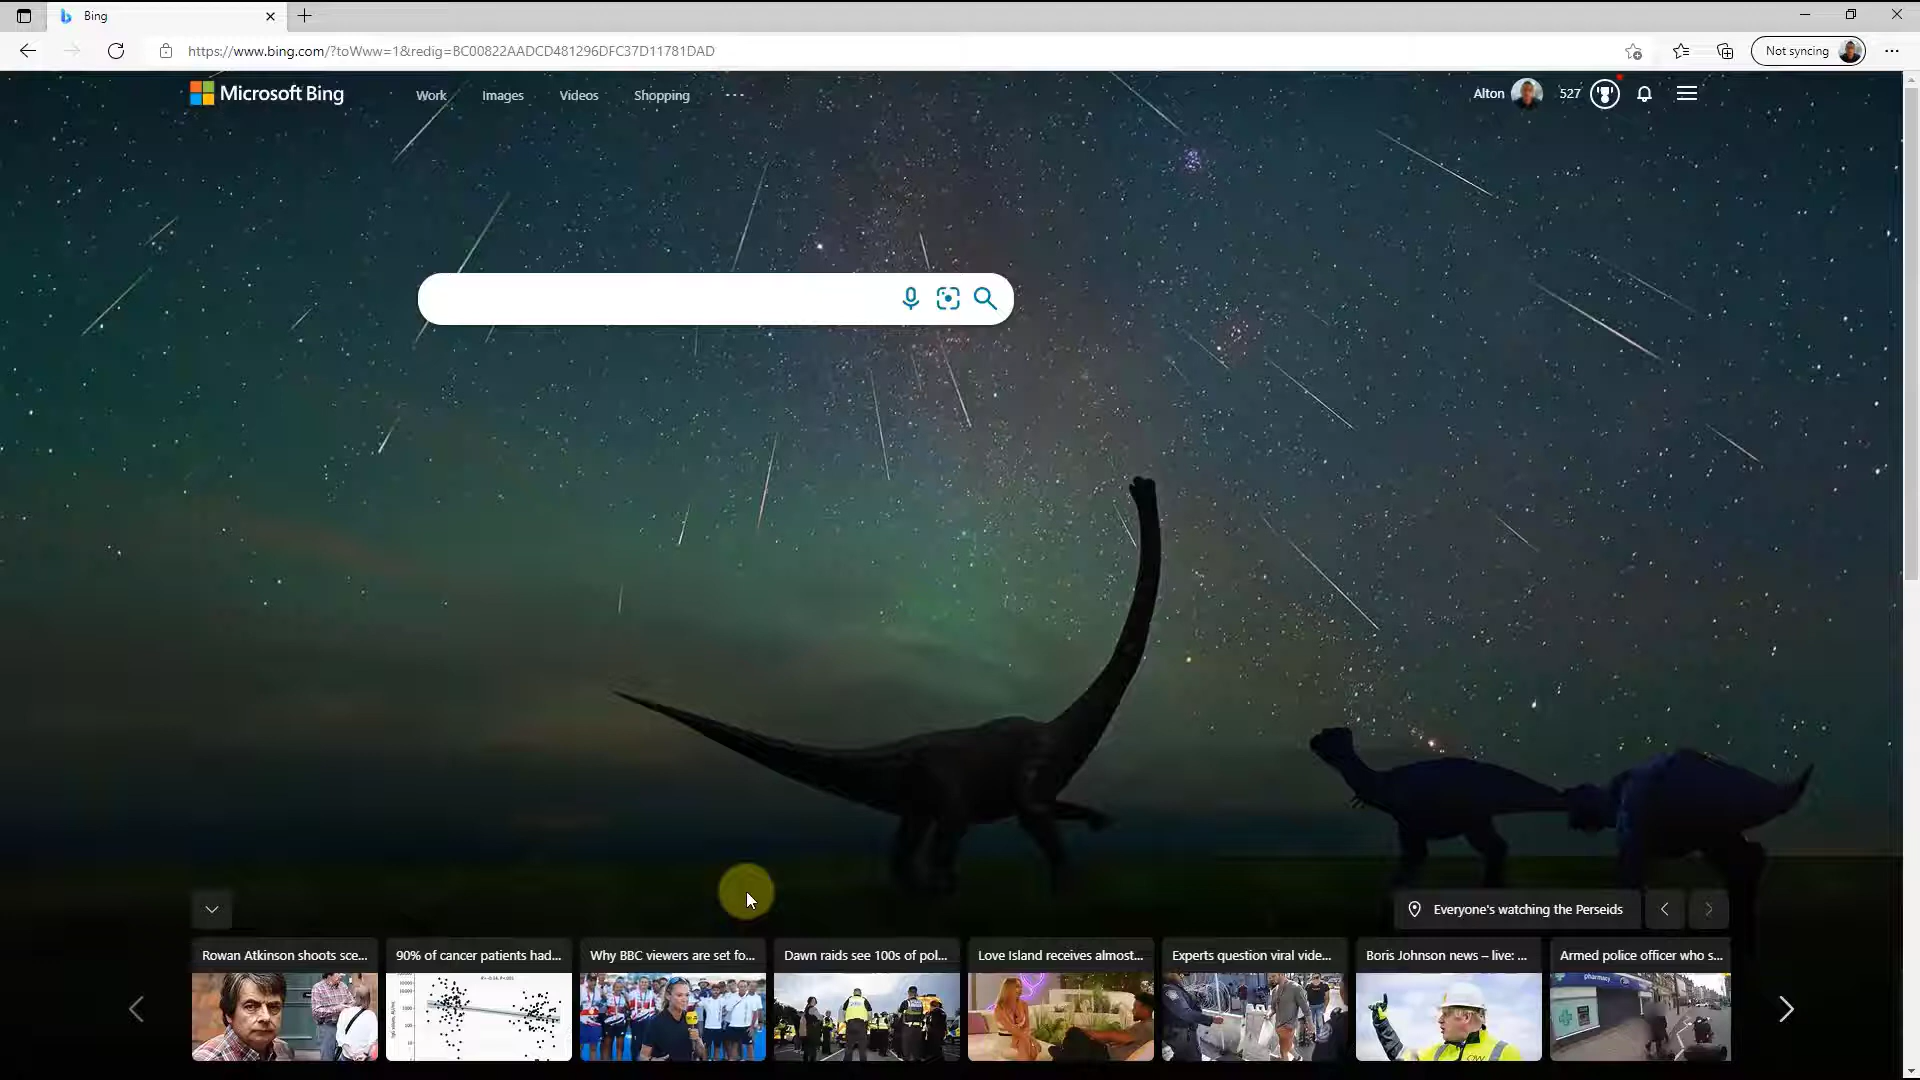 Bing
https://www.bing.com/?toWww=1&redig=BC00822AADCD481296DFC37D11781DAD
Not syncing
Microsoft Bing
Work
Images
Videos
Shopping
Alton
527
Everyone's watching the Perseids
Rowan Atkinson shoots sce...
90% of cancer patients had...
Why BBC viewers are set fo...
Dawn raids see 100s of pol...
Love Island receives almost...
Experts question viral vide...
Boris Johnson news – live: ...
Armed police officer who s...
pharmacy